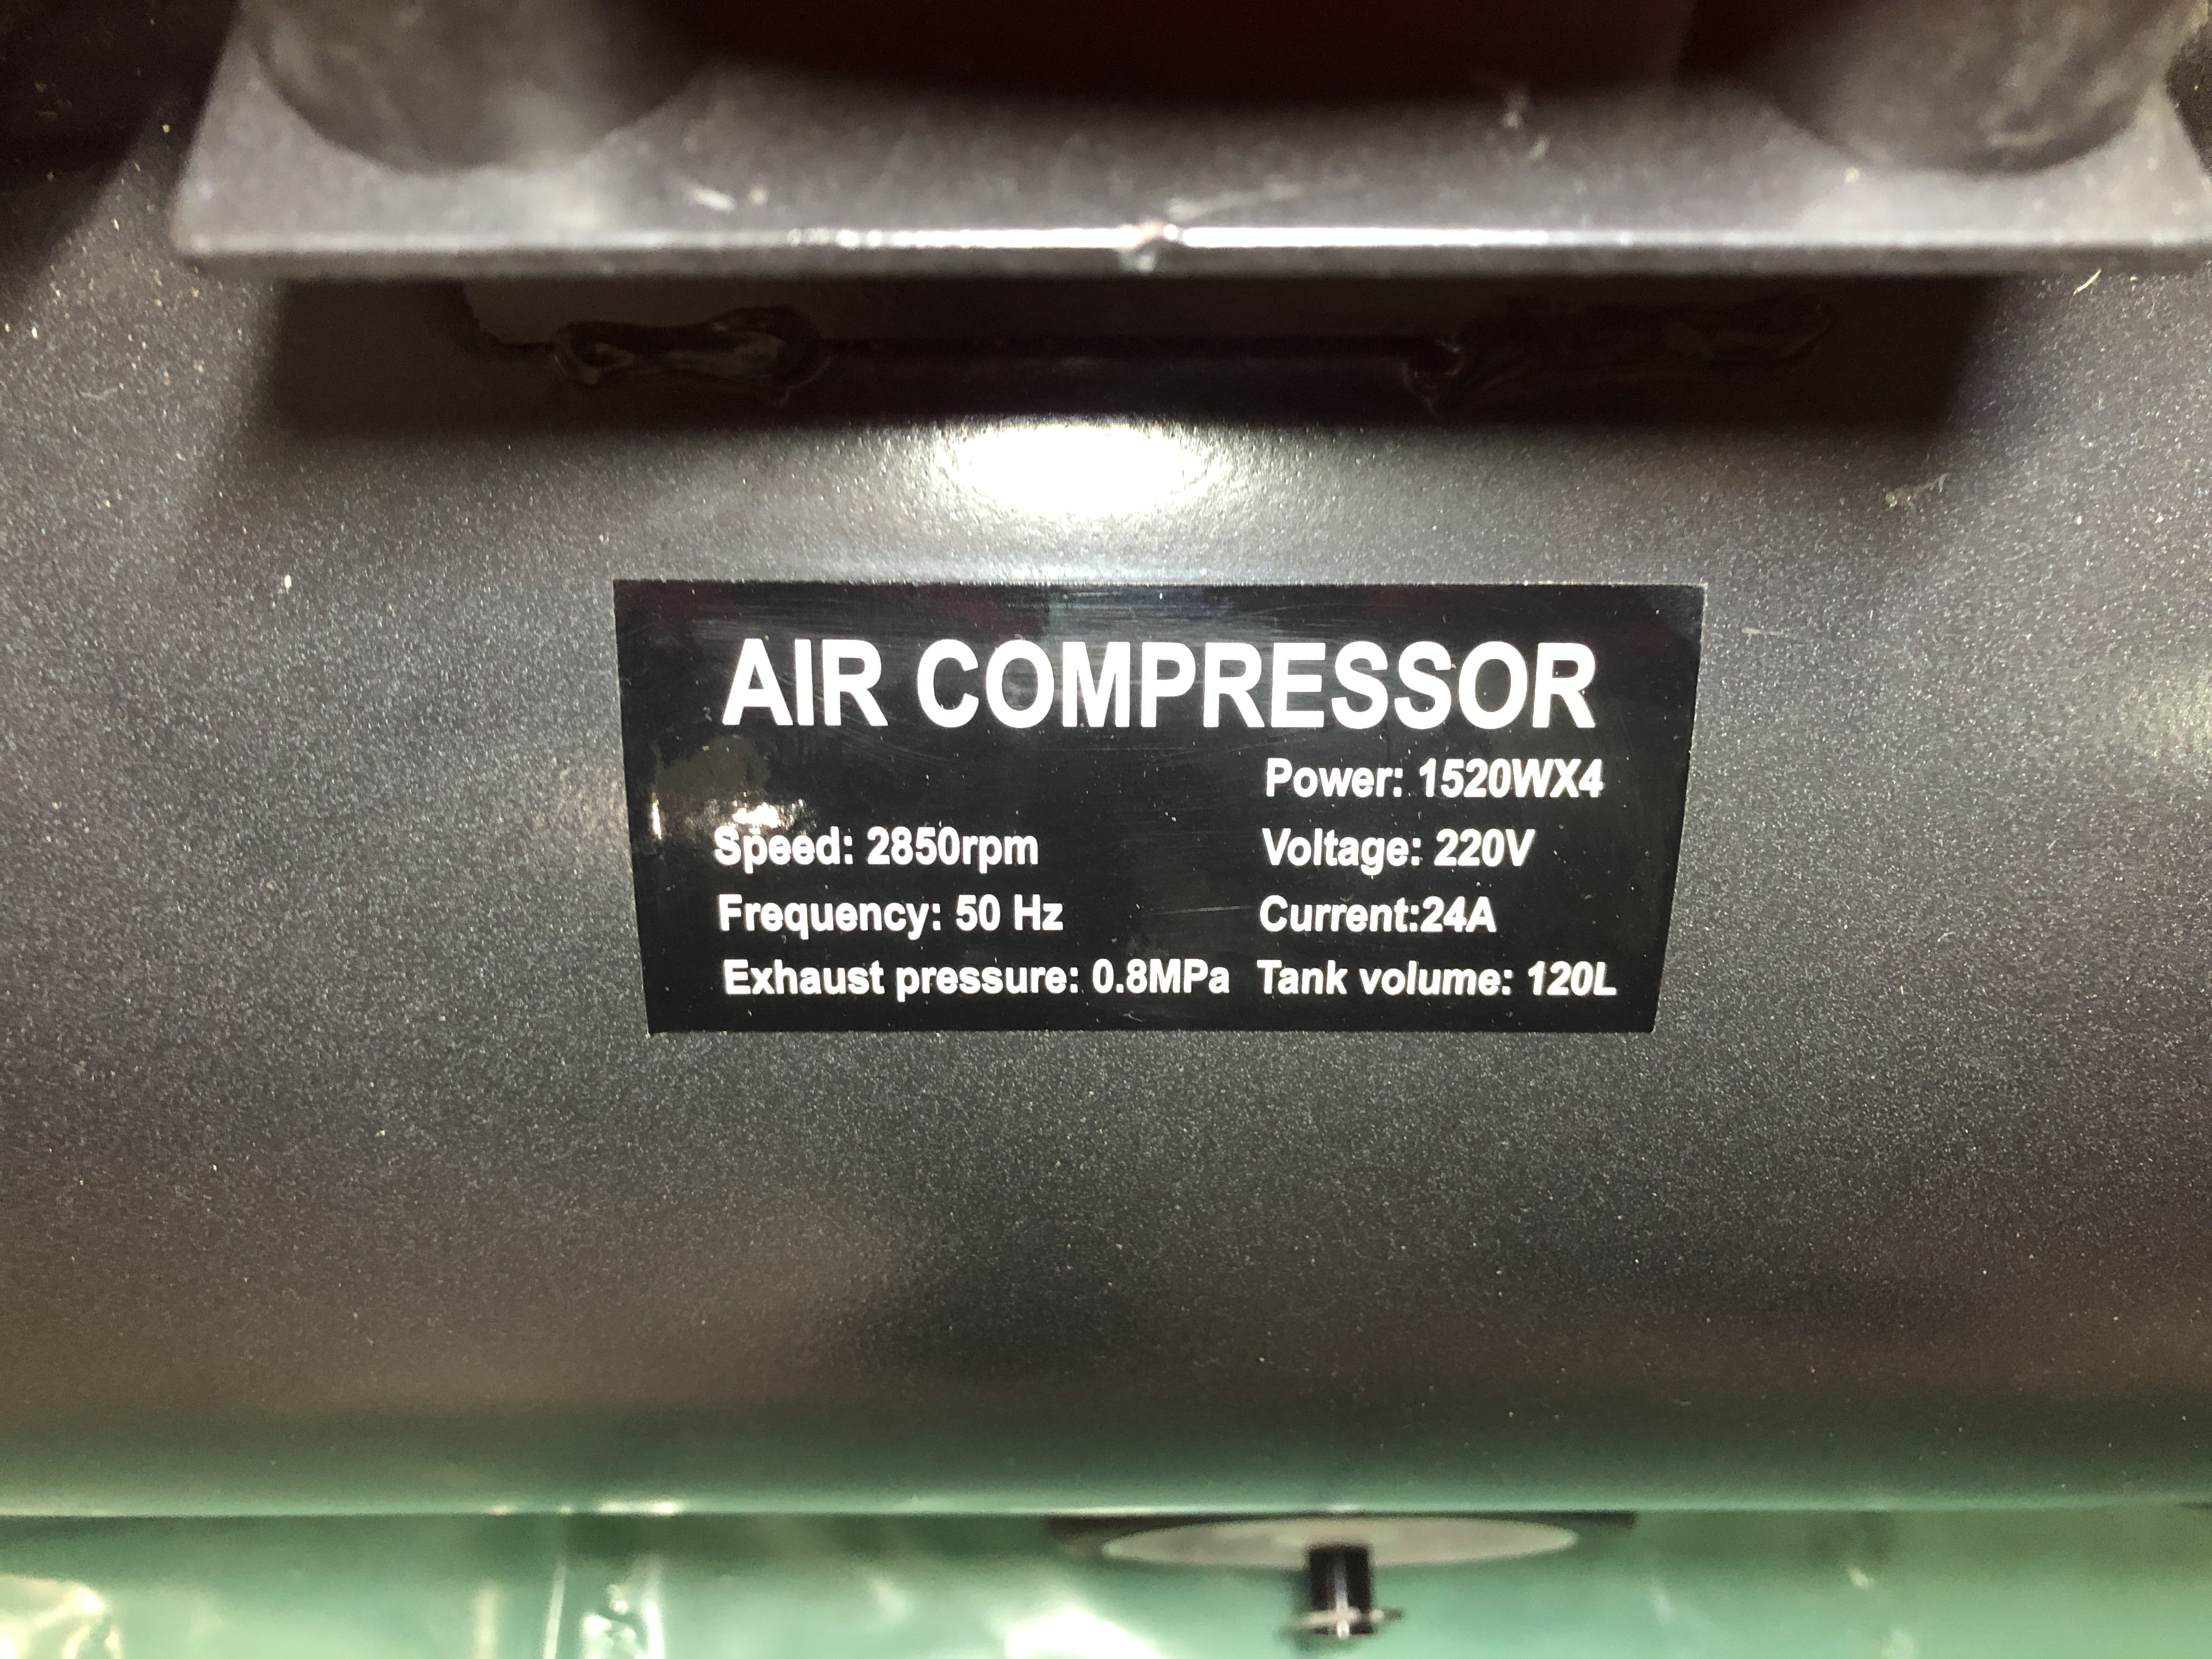 AIR COMPRESSOR
Power: 1520WX4
Speed: 2850rpm Voltage: 220V
Frequency: 50 Hz Current:24A
Exhaust pressure: 0.8MPa Tank volume: 120L